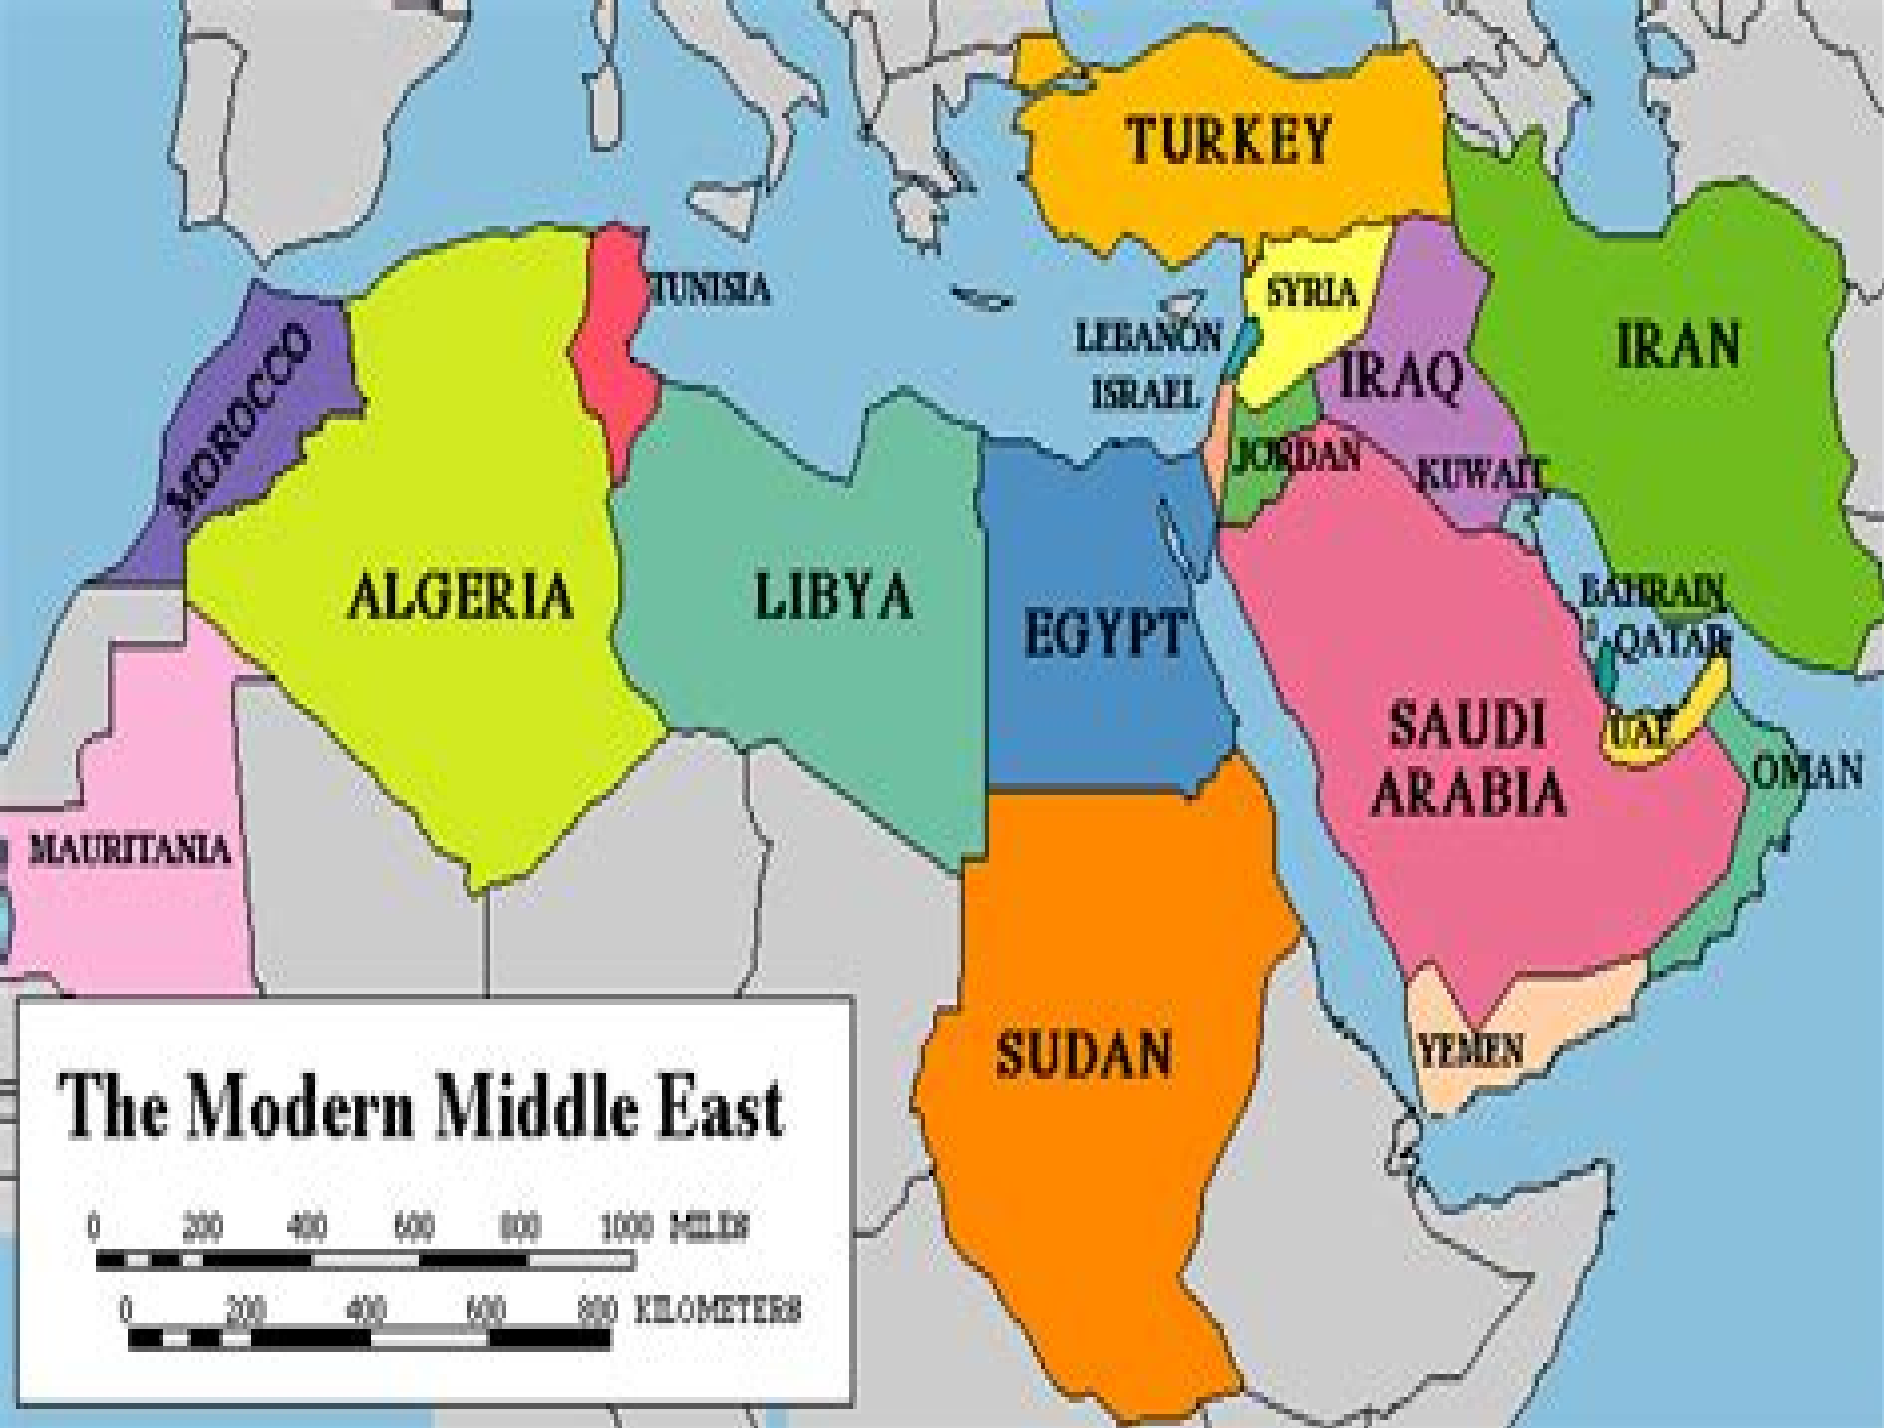 TURKEY
TUNISIA
SYRIA
LEBANON
IRAN
IRAQ
ISRAEL
MOROCCO
JORDAN
KUWAIT
ALGERIA
LIBYA
EGYPT
BAHRAIN
QATAR
SAUDI
ARABIA
UAE
OMAN
MAURITANIA
SUDAN
YEMEN
The Modern Middle East
0 200 400 600 800 1000 MILES
0 200 400 600 800 KILOMETERS